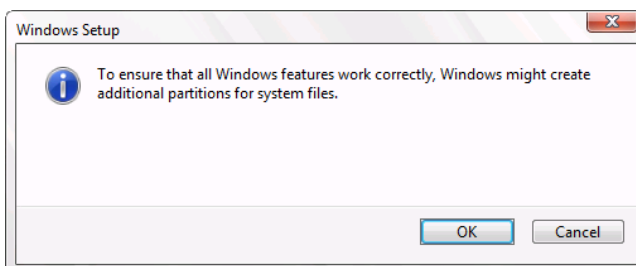 Windows Setup
To ensure that all Windows features work correctly, Windows might create
additional partitions for system files.
OK
Cancel